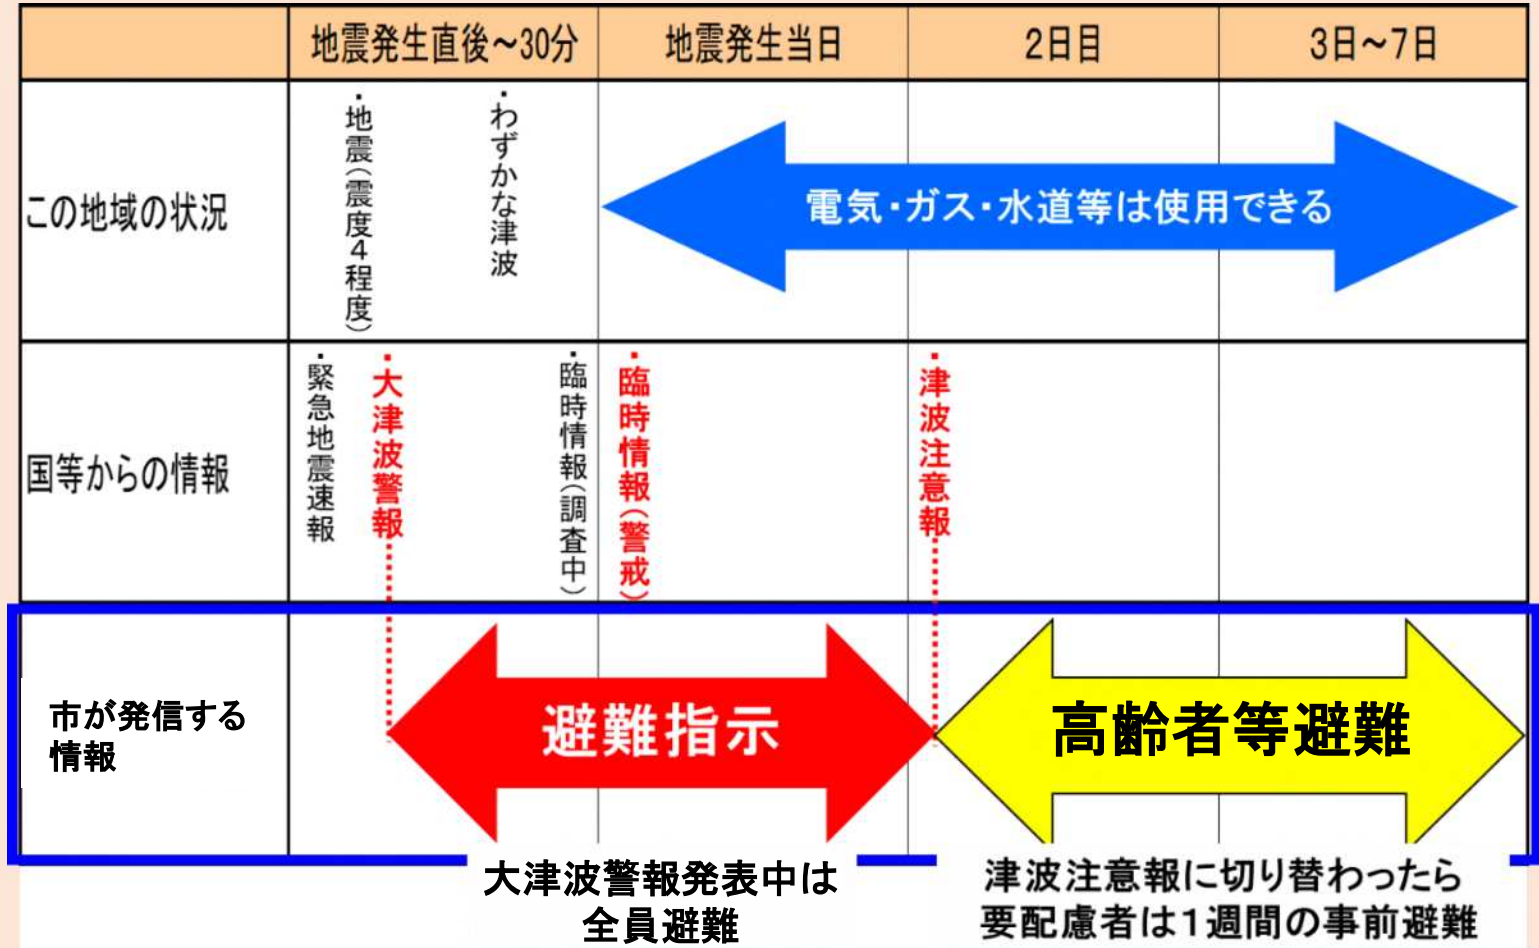 地震発生直後～30分
地震発生当日
2日目
3日～7日
この地域の状況
・地震（震度４程度）
・わずかな津波
電気・ガス・水道等は使用できる
国等からの情報
・緊急地震速報
・大津波警報
・臨時情報（調査中）
・臨時情報（警戒）
・津波注意報
市が発信する
情報
避難指示
高齢者等避難
大津波警報発表中は
全員避難
津波注意報に切り替わったら
要配慮者は１週間の事前避難